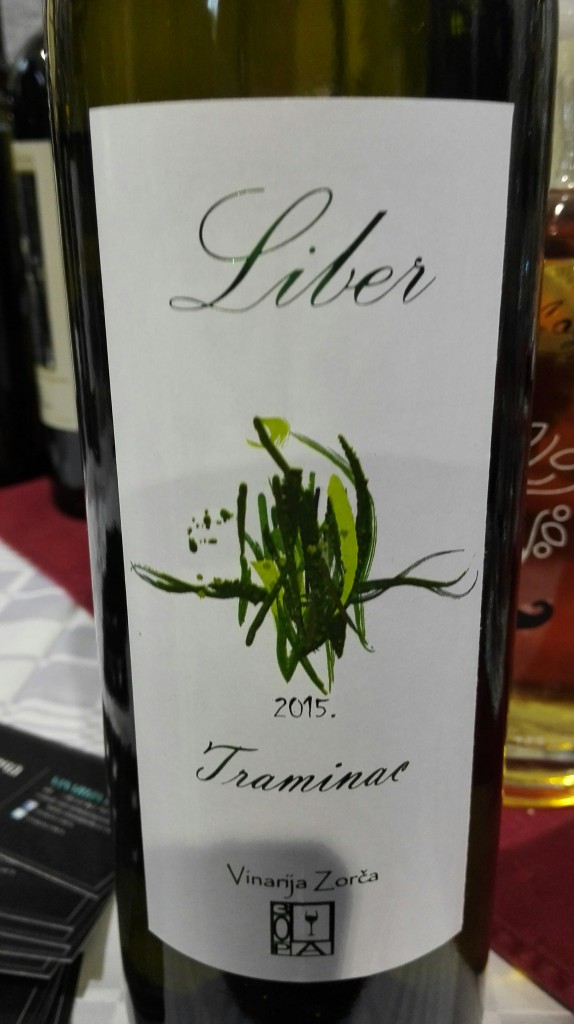 Liber
2015.
Traminac
Vinarija Zorča